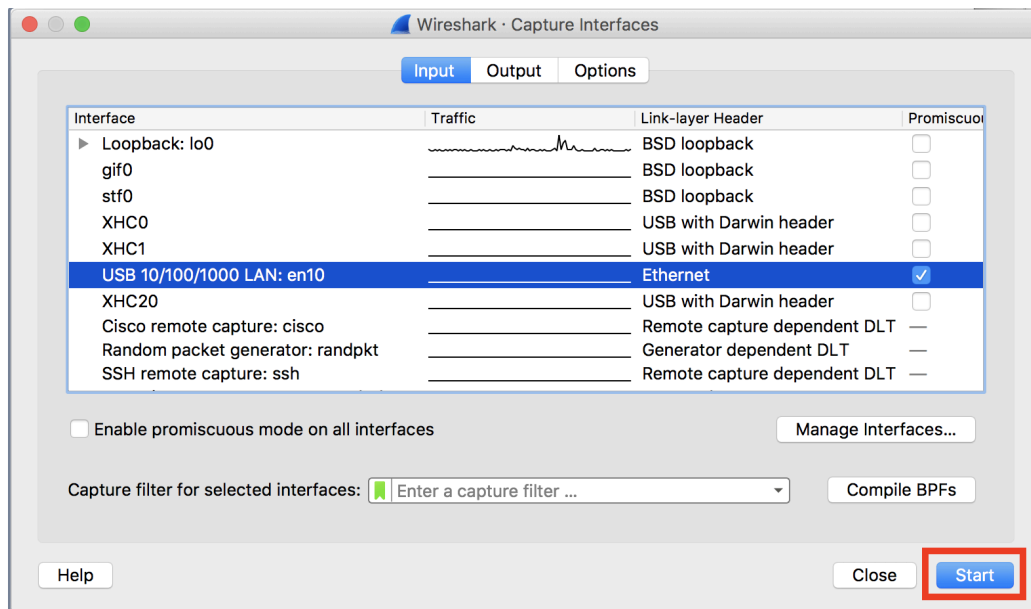 Wireshark · Capture Interfaces
Input Output Options
Interface Traffic Link-layer Header Promiscuou
Loopback: lo0 BSD loopback
gif0 BSD loopback
stf0 BSD loopback
XHC0 USB with Darwin header
XHC1 USB with Darwin header
USB 10/100/1000 LAN: en10 Ethernet
XHC20 USB with Darwin header
Cisco remote capture: cisco Remote capture dependent DLT —
Random packet generator: randpkt Generator dependent DLT —
SSH remote capture: ssh Remote capture dependent DLT —
Enable promiscuous mode on all interfaces
Manage Interfaces...
Capture filter for selected interfaces: Enter a capture filter ... Compile BPFs
Help Close Start